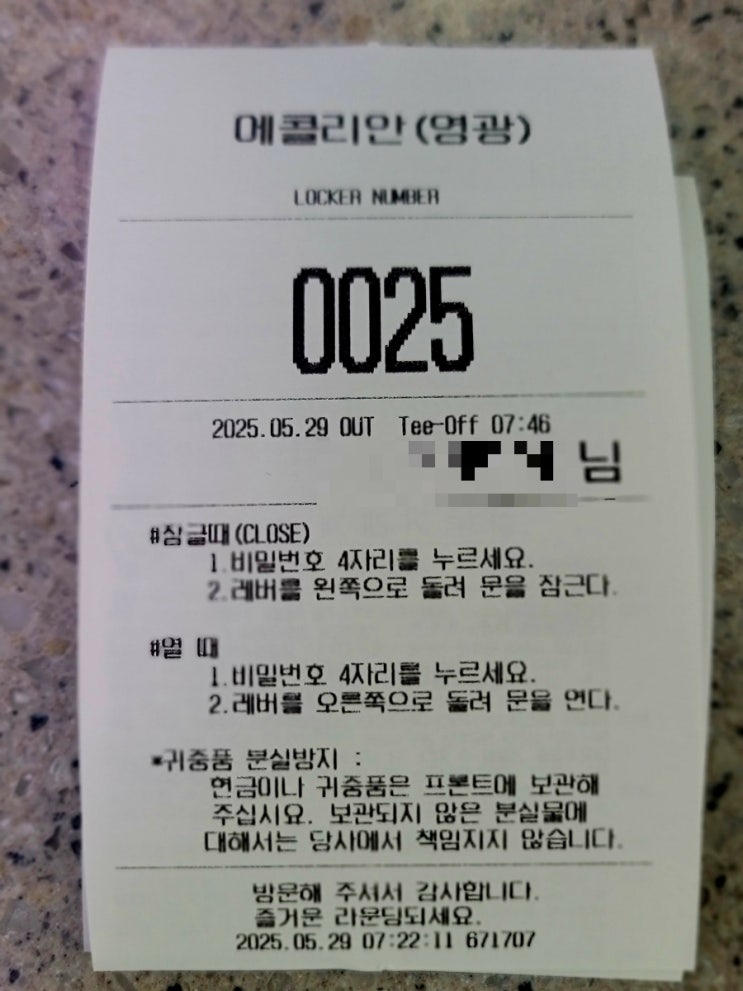 에콜리안(영광)
LOCKER NUMBER
0025
2025.05.29 OUT Tee-Off 07:46
님
#잠글때(CLOSE)
1.비밀번호 4자리를 누르세요.
2.레버를 왼쪽으로 돌려 문을 잠근다.
#열 때
1.비밀번호 4자리를 누르세요.
2.레버를 오른쪽으로 돌려 문을 연다.
*귀중품 분실방지 :
현금이나 귀중품은 프론트에 보관해
주십시요. 보관되지 않은 분실물에
대해서는 당사에서 책임지지 않습니다.
방문해 주셔서 감사합니다.
즐거운 라운딩되세요.
2025.05.29 07:22:11 671707